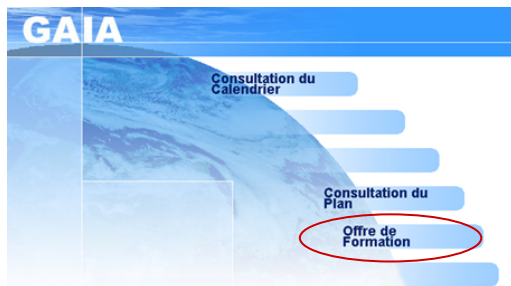 GAIA
Consultation du
Calendrier
Consultation du
Plan
Offre de
Formation